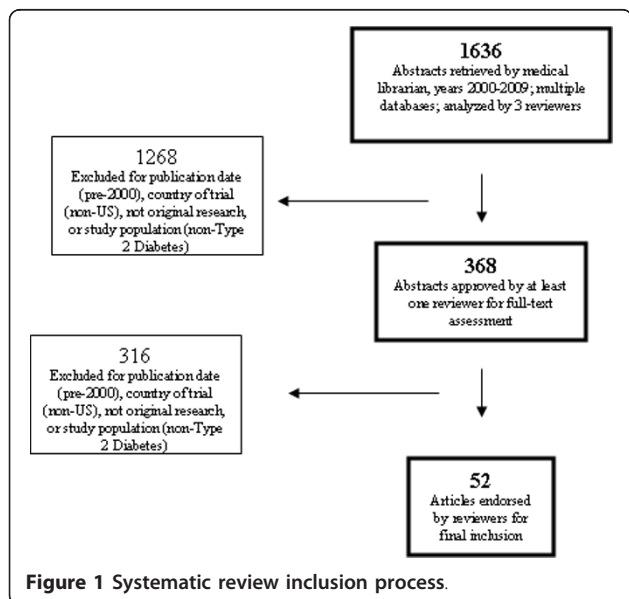 1636
Abstracts retrieved by medical
librarian, years 2000-2009; multiple
databases; analyzed by 3 reviewers
1268
Excluded for publication date
(pre-2000), country of trial
(non-US), not original research,
or study population (non-Type
2 Diabetes)
368
Abstracts approved by at least
one reviewer for full-text
assessment
316
Excluded for publication date
(pre-2000), country of trial
(non-US), not original research,
or study population (non-Type
2 Diabetes)
52
Articles endorsed
by reviewers for
final inclusion
Figure 1 Systematic review inclusion process.